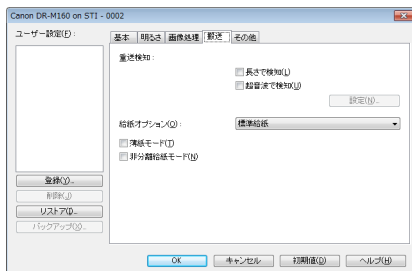 Canon DR-M160 on STI - 0002
ユーザー設定(F):
基本 明るさ 画像処理 搬送 その他
重送検知:
長さで検知(L)
超音波で検知(U)
設定(N)...
給紙オプション(O):
標準給紙
薄紙モード(T)
非分離給紙モード(N)
登録(Y)...
削除(J)
リストア(I)...
バックアップ(X)...
OK キャンセル 初期値(D) ヘルプ(H)